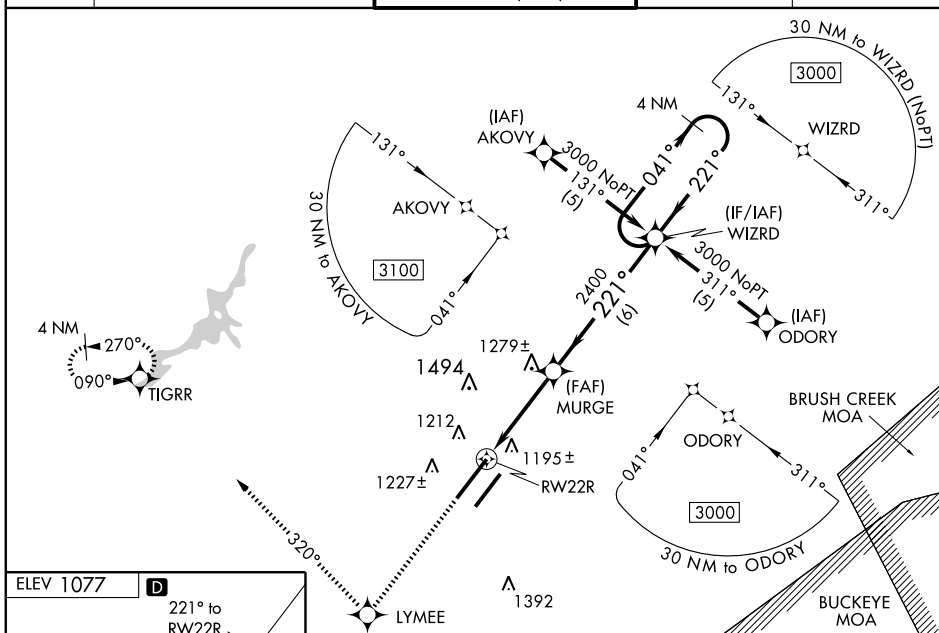 30 NM to WIZRD (NoPT)
3000
131°
WIZRD
311°
4 NM
(IAF)
AKOVY
3000 NoPT
131°
(5)
041°
221°
(IF/IAF)
WIZRD
3000 NoPT
311°
(5)
(IAF)
ODORY
131°
AKOVY
3100
041°
30 NM to AKOVY
2400
221°
(6)
4 NM
270°
090°
TIGRR
1279±
1494
(FAF)
MURGE
1212
1195±
1227±
RW22R
BRUSH CREEK
MOA
ODORY
041°
311°
3000
30 NM to ODORY
320°
LYMEE
1392
BUCKEYE
MOA
ELEV 1077
D
221° to
RW22R